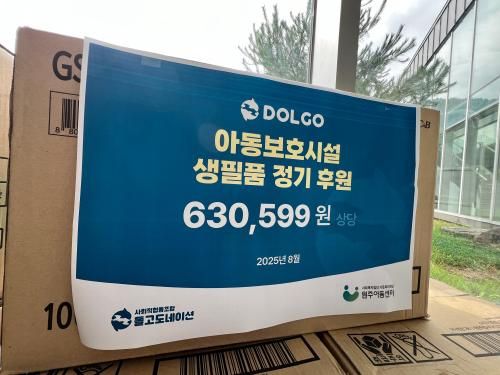 GS
DOLGO
아동보호시설
생필품 정기 후원
630,599 원 상당
2025년 8월
사회적협동조합
돌고도네이션
원주아동센터
10